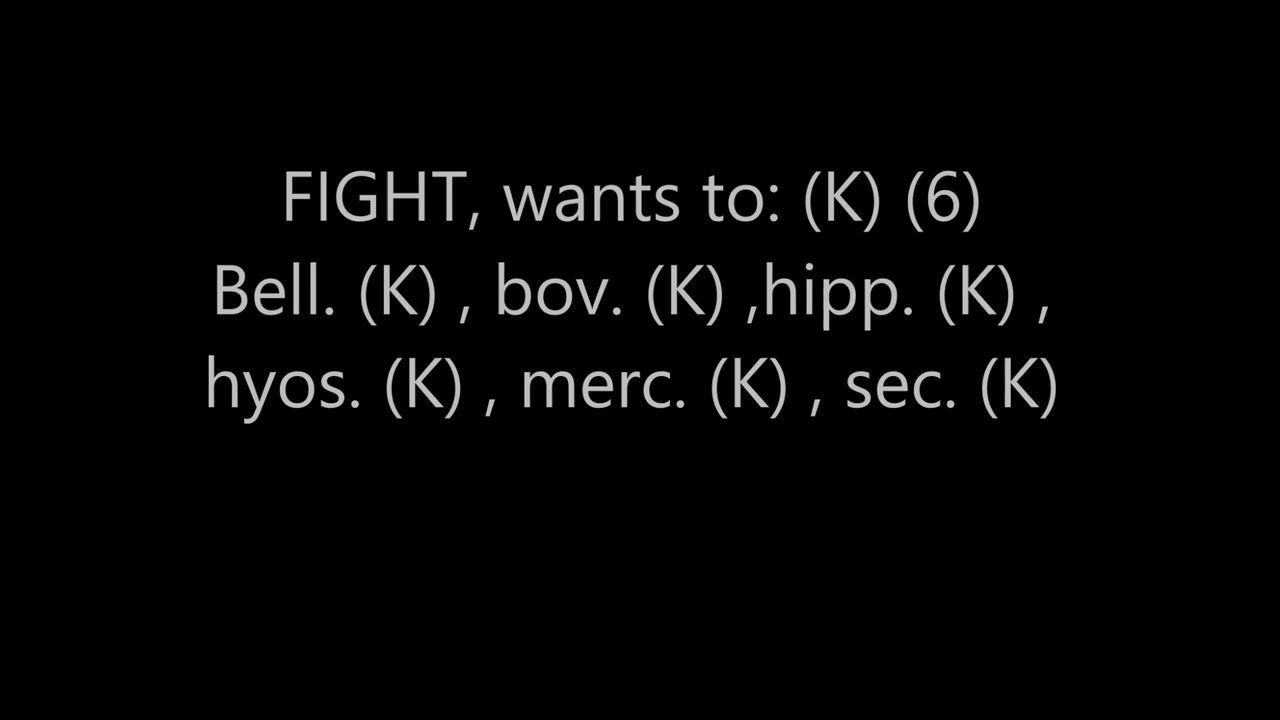 FIGHT, wants to: (K) (6)
Bell. (K) , bov. (K) ,hipp. (K) ,
hyos. (K) , merc. (K) , sec. (K)